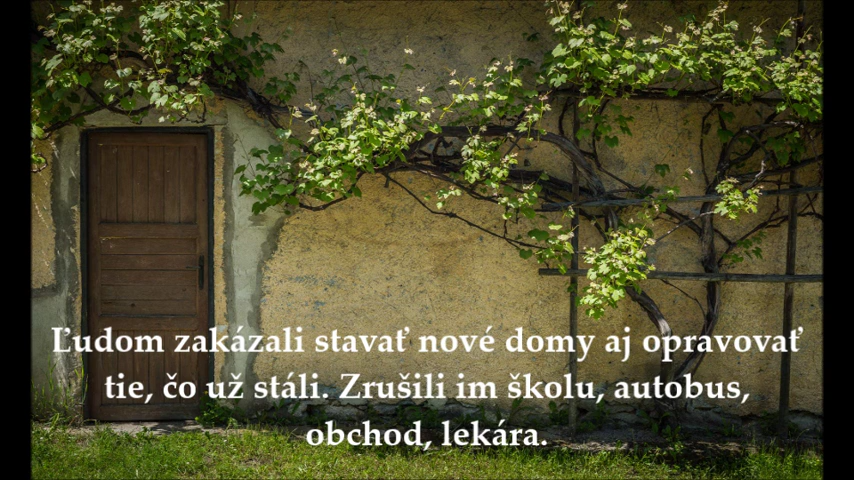 Ľudom zakázali stavať nové domy aj opravovať
tie, čo už stáli. Zrušili im školu, autobus,
obchod, lekára.